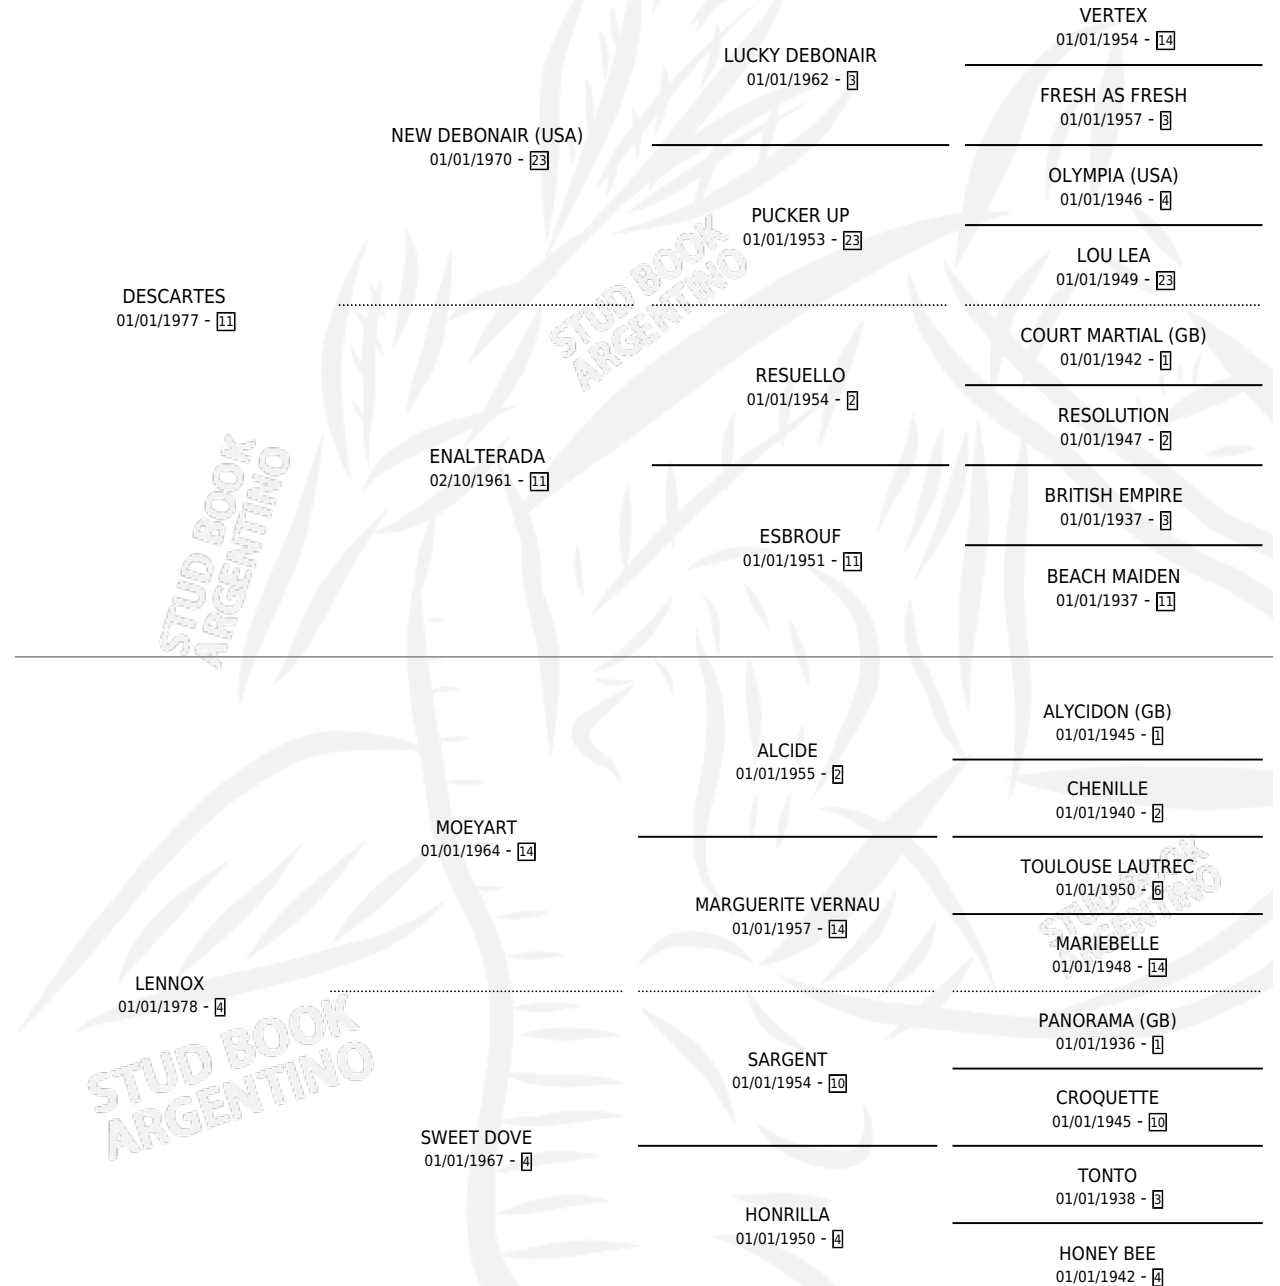 VERTEX
01/01/1954 - 14
LUCKY DEBONAIR
01/01/1962 - 3
FRESH AS FRESH
01/01/1957 - 3
NEW DEBONAIR (USA)
01/01/1970 - 23
OLYMPIA (USA)
01/01/1946 - 4
PUCKER UP
01/01/1953 - 23
LOU LEA
01/01/1949 - 23
DESCARTES
01/01/1977 - 11
STUD BOOK
ARGENTINO
COURT MARTIAL (GB)
01/01/1942 - 1
RESUELLO
01/01/1954 - 2
RESOLUTION
01/01/1947 - 2
ENALTERADA
02/10/1961 - 11
BRITISH EMPIRE
01/01/1937 - 3
ESBROUF
01/01/1951 - 11
BEACH MAIDEN
01/01/1937 - 11
STUD BOOK
ARGENTINO
ALYCIDON (GB)
01/01/1945 - 1
ALCIDE
01/01/1955 - 2
CHENILLE
01/01/1940 - 2
MOEYART
01/01/1964 - 14
TOULOUSE LAUTREC
01/01/1950 - 6
MARGUERITE VERNAU
01/01/1957 - 14
MARIEBELLE
01/01/1948 - 14
STUD BOOK
ARGENTINO
LENNOX
01/01/1978 - 4
PANORAMA (GB)
01/01/1936 - 1
SARGENT
01/01/1954 - 10
CROQUETTE
01/01/1945 - 10
STUD BOOK
ARGENTINO
SWEET DOVE
01/01/1967 - 4
TONTO
01/01/1938 - 3
HONRILLA
01/01/1950 - 4
HONEY BEE
01/01/1942 - 4